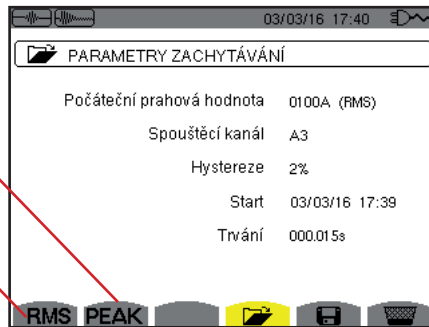 03/03/16 17:40
PARAMETRY ZACHYTÁVÁNÍ
Počáteční prahová hodnota 0100A (RMS)
Spouštěcí kanál A3
Hystereze 2%
Start 03/03/16 17:39
Trvání 000.015s
RMS PEAK